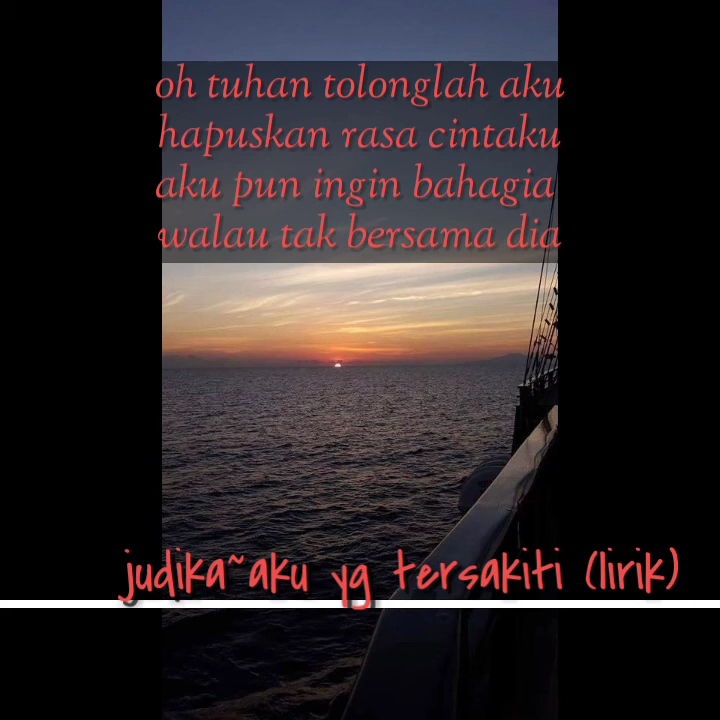 oh tuhan tolonglah aku
hapuskan rasa cintaku
aku pun ingin bahagia
walau tak bersama dia
judika~aku yg tersakiti (lirik)